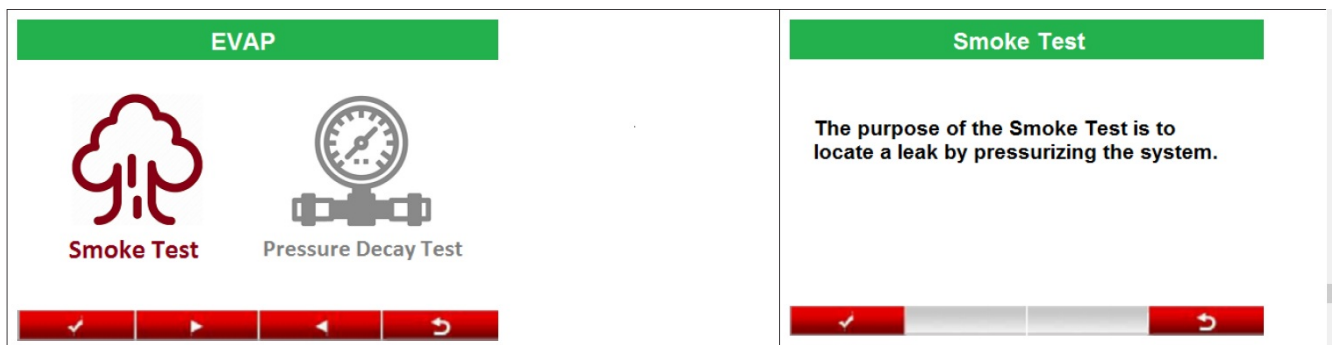 EVAP
Smoke Test
Pressure Decay Test
Smoke Test
The purpose of the Smoke Test is to
locate a leak by pressurizing the system.